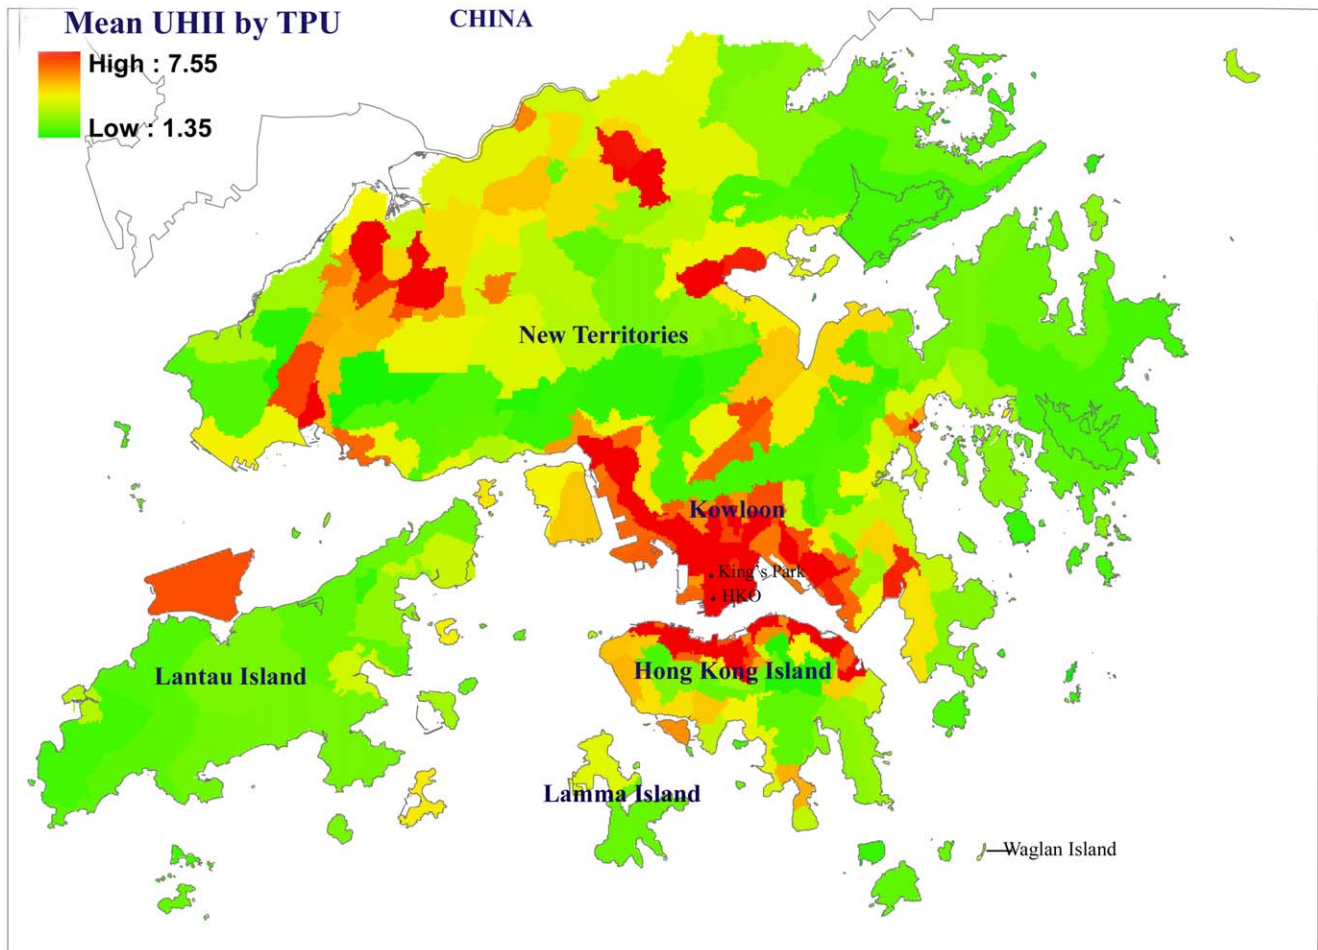 Mean UHII by TPU
CHINA
High : 7.55
Low : 1.35
New Territories
Kowloon
King's Park
HKO
Lantau Island
Hong Kong Island
Lamma Island
Waglan Island